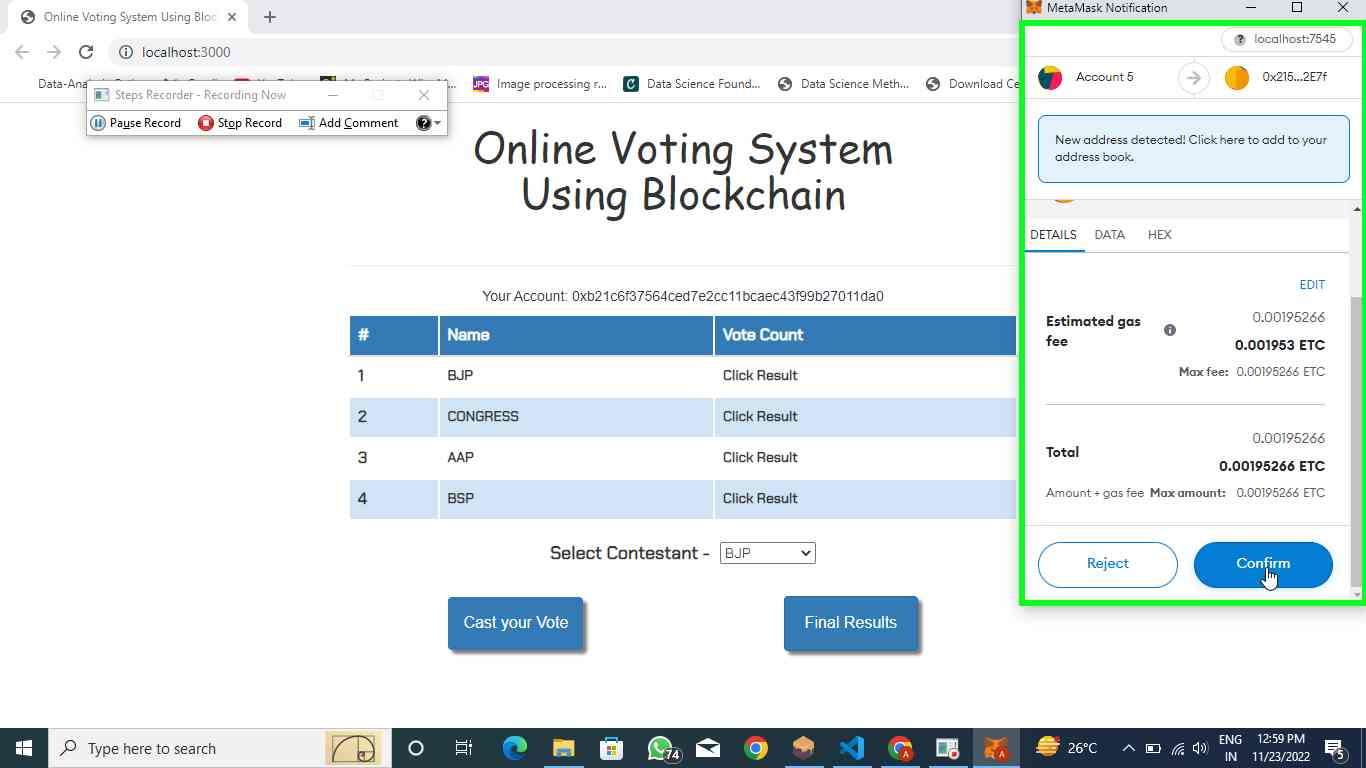 Online Voting System Using Bloc
localhost:3000
Image processing r...
Data Science Found...
Data Science Meth...
Download Ce
Steps Recorder - Recording Now
Pause Record
Stop Record
Add Comment
Online Voting System
Using Blockchain
Your Account: 0xb21c6f37564ced7e2cc11bcaec43f99b27011da0
# Name Vote Count
1 BJP Click Result
2 CONGRESS Click Result
3 AAP Click Result
4 BSP Click Result
Select Contestant - BJP
Cast your Vote
Final Results
MetaMask Notification
localhost:7545
Account 5
0x215...2E7f
New address detected! Click here to add to your
address book.
DETAILS DATA HEX
EDIT
Estimated gas
fee
0.00195266
0.001953 ETC
Max fee: 0.00195266 ETC
Total
0.00195266
0.00195266 ETC
Amount + gas fee Max amount: 0.00195266 ETC
Reject
Confirm
Type here to search
74
26°C
ENG
IN
12:59 PM
11/23/2022
5